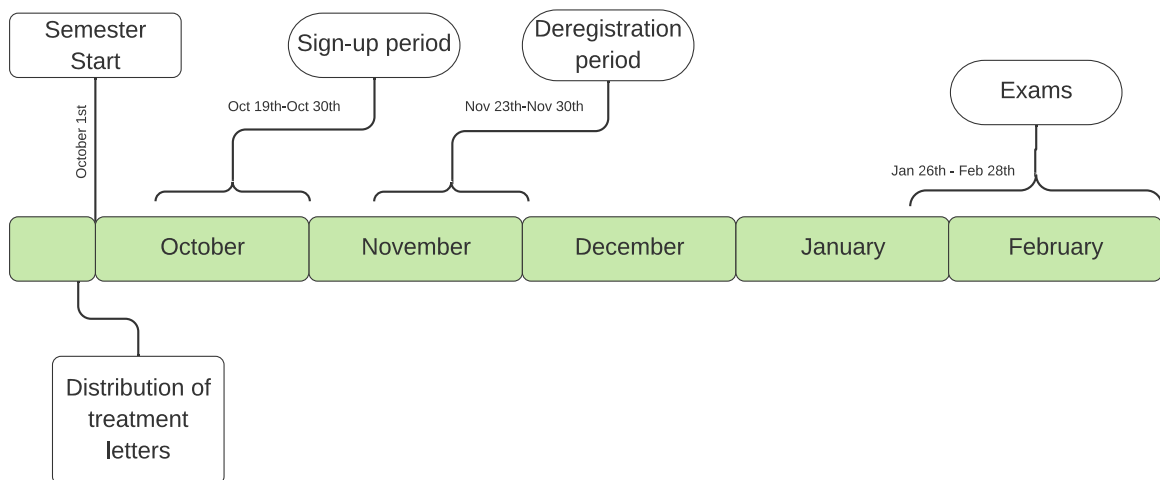 Semester
Start
Sign-up period
Deregistration
period
Exams
October 1st
Oct 19th-Oct 30th
Nov 23th-Nov 30th
Jan 26th - Feb 28th
October
November
December
January
February
Distribution of
treatment
letters